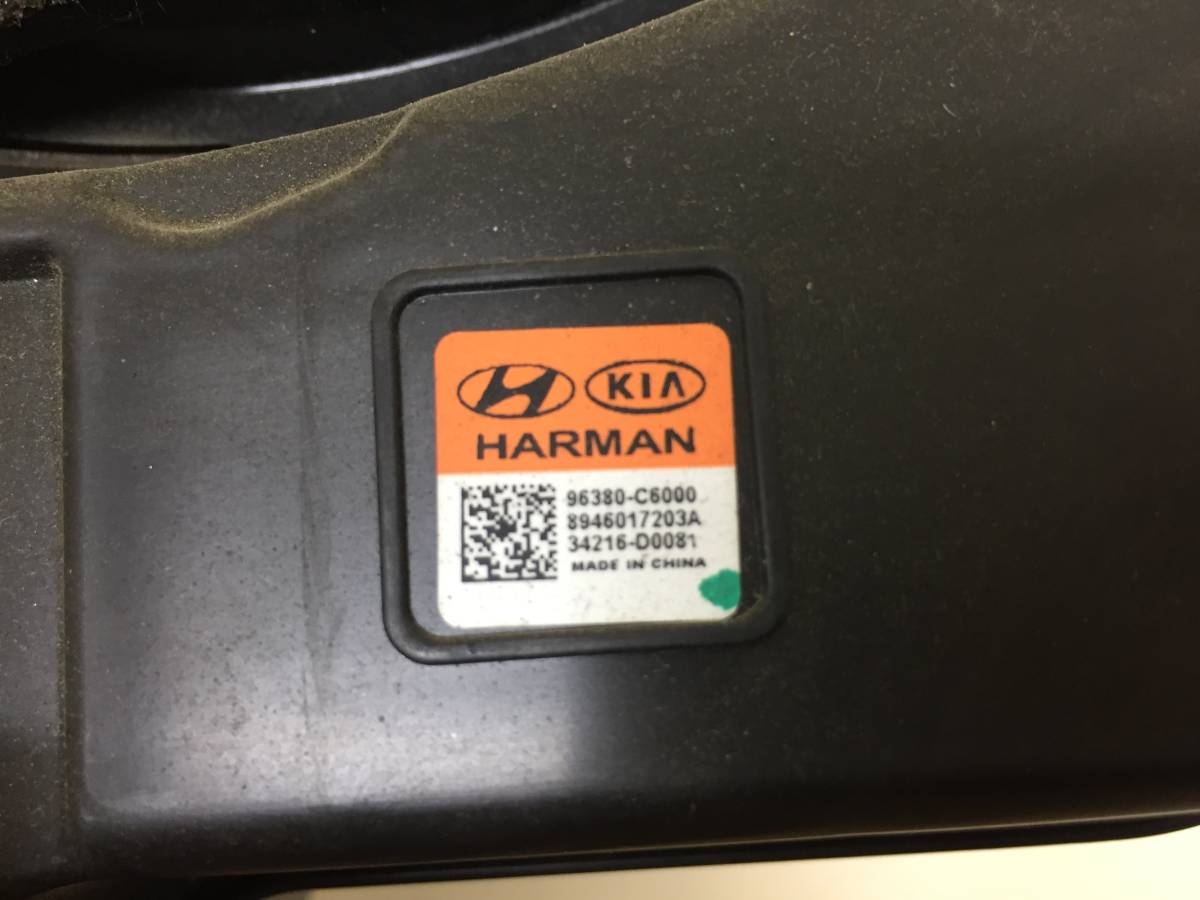 KIA
HARMAN
96380-C6000
8946017203A
34216-D0081
MADE IN CHINA